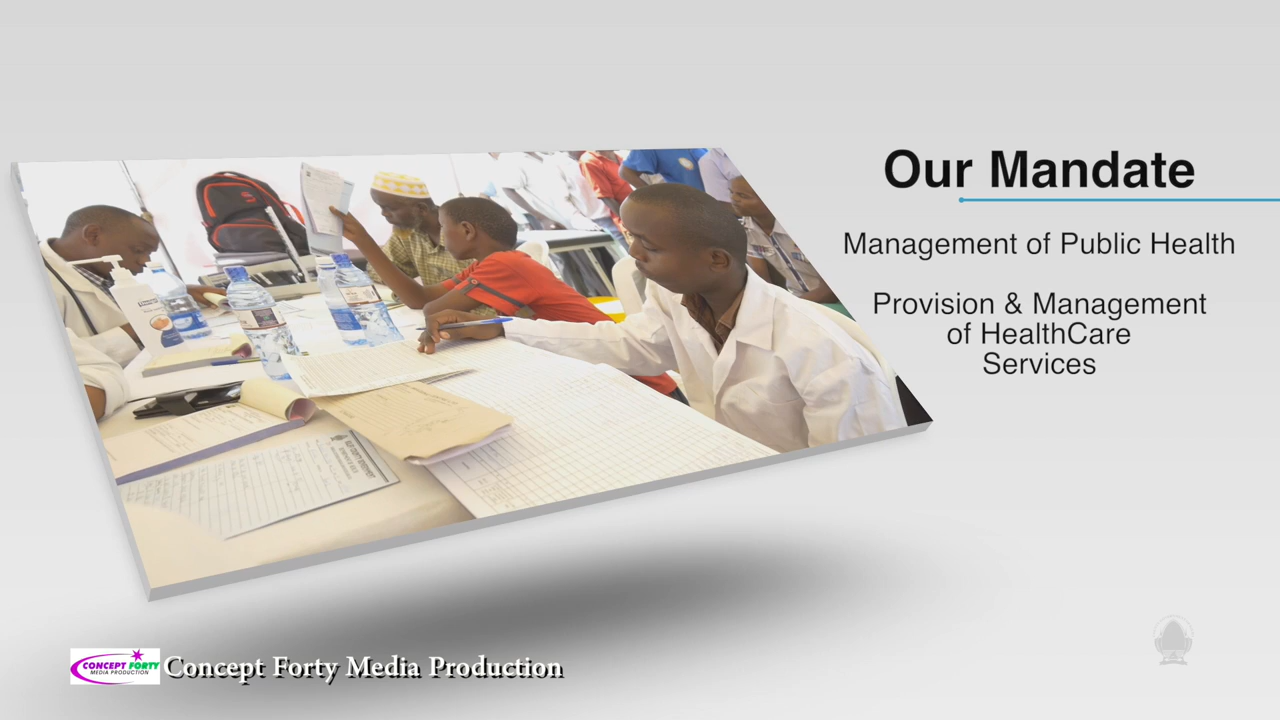 Our Mandate
Management of Public Health
Provision & Management
of HealthCare
Services
CONCEPT FORTY
MEDIA PRODUCTION
Concept Forty Media Production